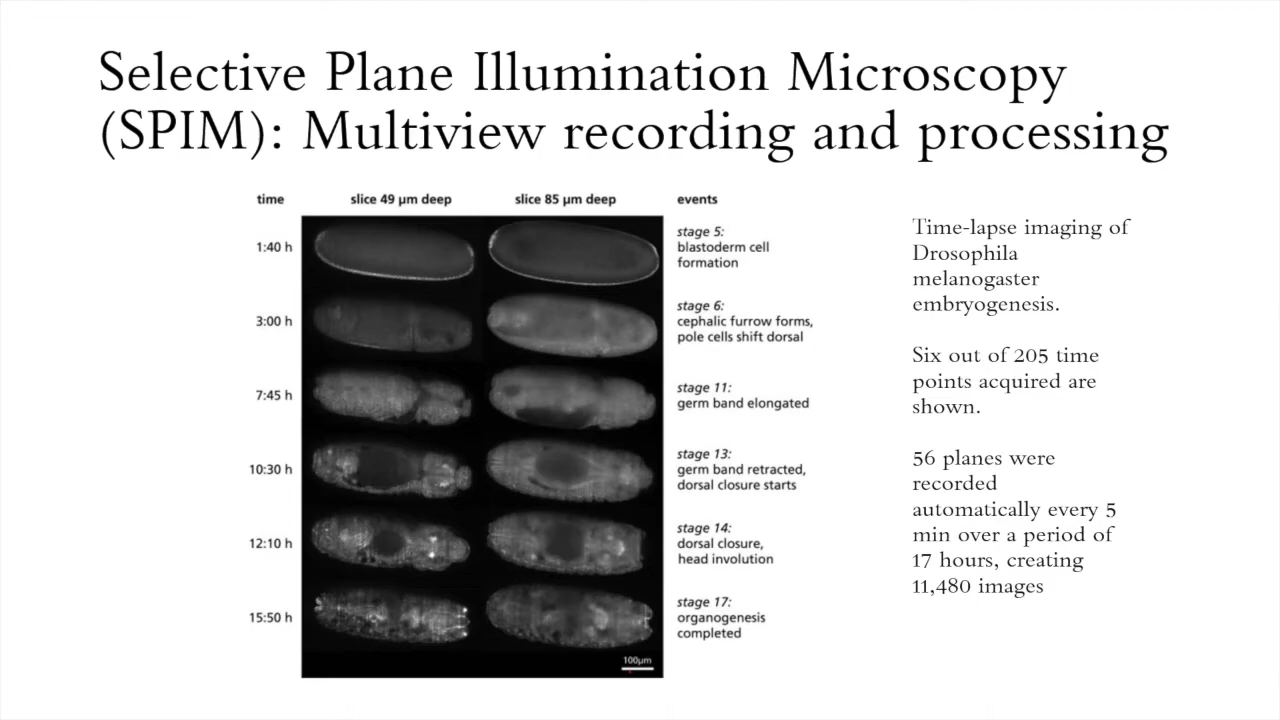 Selective Plane Illumination Microscopy
(SPIM): Multiview recording and processing
time
slice 49 µm deep
slice 85 µm deep
events
1:40 h
stage 5:
blastoderm cell
formation
3:00 h
stage 6:
cephalic furrow forms,
pole cells shift dorsal
7:45 h
stage 11:
germ band elongated
10:30 h
stage 13:
germ band retracted,
dorsal closure starts
12:10 h
stage 14:
dorsal closure,
head involution
15:50 h
stage 17:
organogenesis
completed
100µm
Time-lapse imaging of
Drosophila
melanogaster
embryogenesis.
Six out of 205 time
points acquired are
shown.
56 planes were
recorded
automatically every 5
min over a period of
17 hours, creating
11,480 images